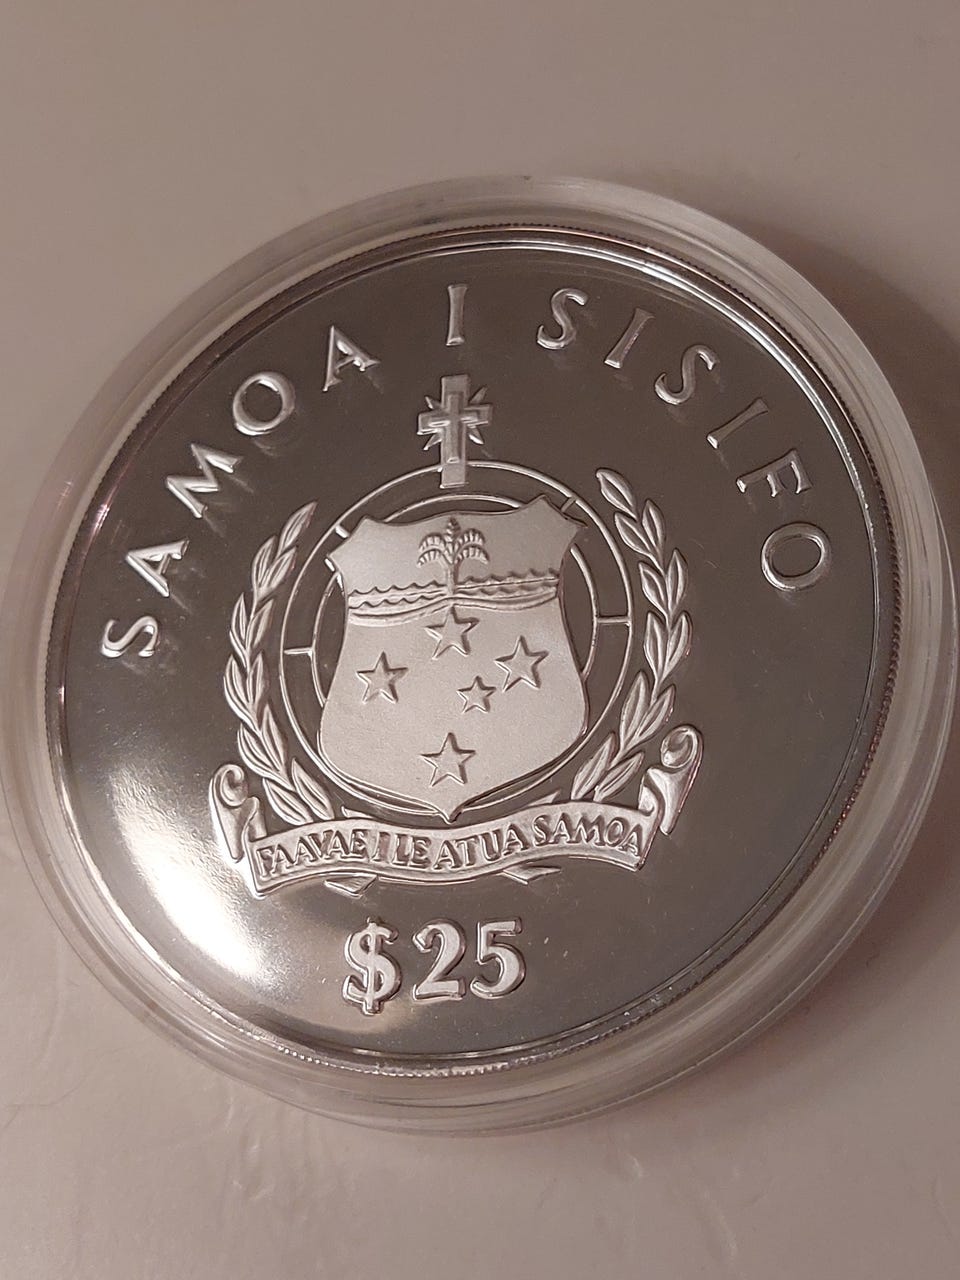 SAMOA I SISIFO
FAAVAE I LE ATUA SAMOA
$25